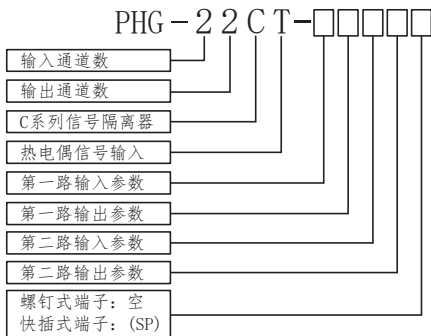 PHG-22CT-□□□□□
输入通道数
输出通道数
C系列信号隔离器
热电偶信号输入
第一路输入参数
第一路输出参数
第二路输入参数
第二路输出参数
螺钉式端子：空
快插式端子：(SP)